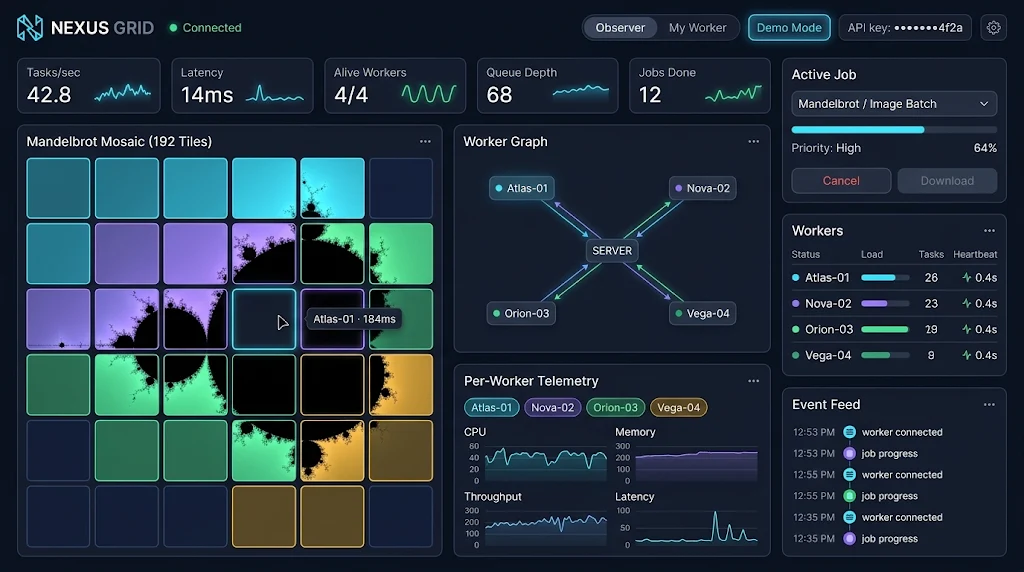 NEXUS GRID
Connected
Observer
My Worker
Demo Mode
API key: •••••••4f2a
Tasks/sec
42.8
Latency
14ms
Alive Workers
4/4
Queue Depth
68
Jobs Done
12
Mandelbrot Mosaic (192 Tiles)
Atlas-01 · 184ms
Worker Graph
Atlas-01
Nova-02
SERVER
Orion-03
Vega-04
Per-Worker Telemetry
Atlas-01
Nova-02
Orion-03
Vega-04
CPU
60
40
20
0
Memory
300
200
100
0
Throughput
300
200
100
0
Latency
100
50
0
Active Job
Mandelbrot / Image Batch
Priority: High
64%
Cancel
Download
Workers
Status Load Tasks Heartbeat
Atlas-01 26 0.4s
Nova-02 23 0.4s
Orion-03 0.4s
Vega-04 0.4s
Event Feed
12:53 PM worker connected
12:53 PM job progress
12:55 PM worker connected
12:55 PM job progress
12:35 PM worker connected
12:35 PM job progress